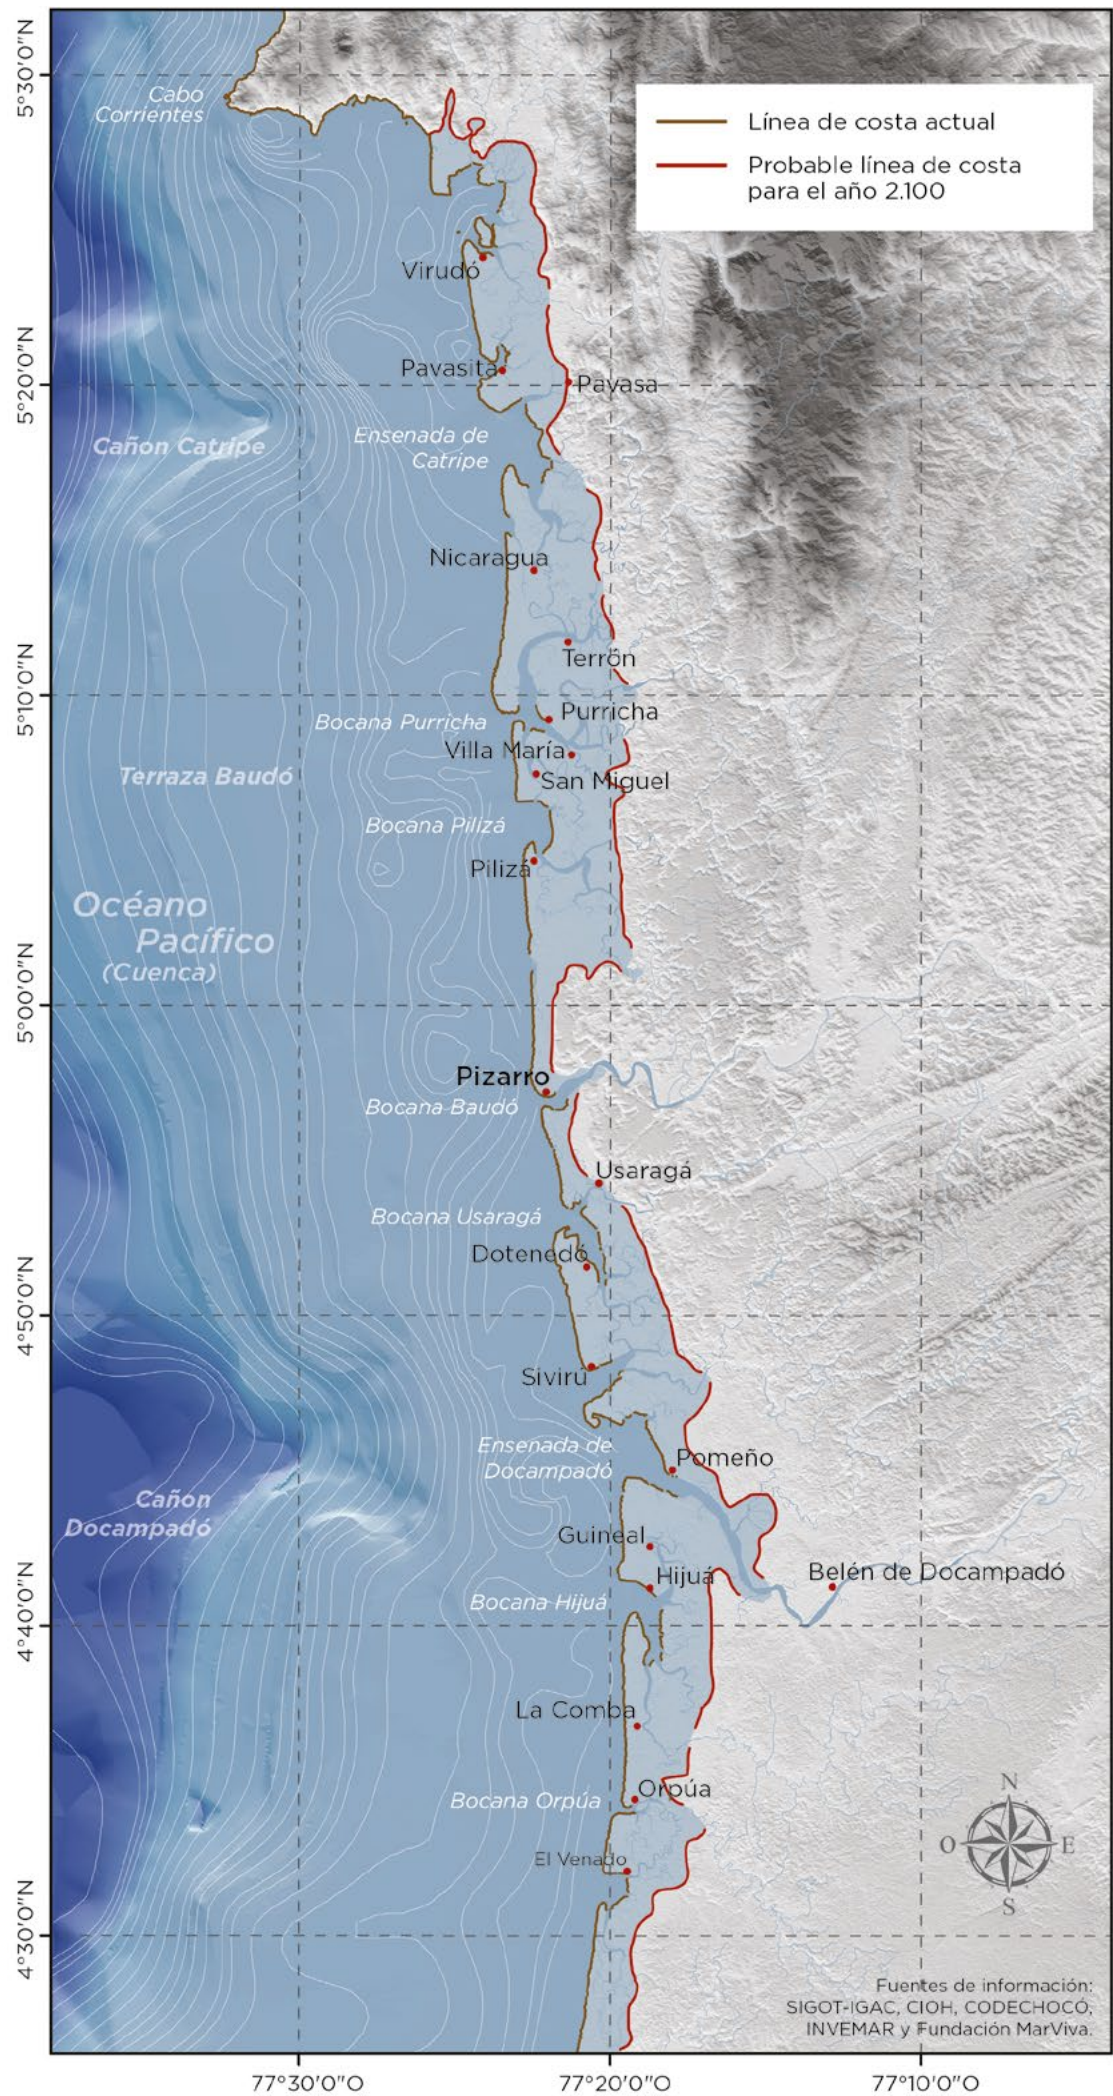 5°30'0"N
Cabo
Corrientes
Línea de costa actual
Probable línea de costa
para el año 2.100
Virudó
5°20'0"N
Pavasita
Pavasa
Ensenada de
Catripe
Cañon Catripe
Nicaragua
Terrón
5°10'0"N
Purricha
Bocana Purricha
Villa María
Terraza Baudó
San Miguel
Bocana Pilizá
Pilizá
Océano
Pacífico
(Cuenca)
5°00'0"N
Pizarro
Bocana Baudó
Usaragá
Bocana Usaragá
Dotenedó
4°50'0"N
Sivirú
Ensenada de
Docampadó
Pomeño
Cañon
Docampadó
Guineal
Hijuá
Belén de Docampadó
Bocana Hijuá
4°40'0"N
La Comba
Orpúa
Bocana Orpúa
N
O
E
S
El Venado
4°30'0"N
Fuentes de información:
SIGOT-IGAC, CIOH, CODECHOCÓ,
INVEMAR y Fundación MarViva.
77°30'0"O
77°20'0"O
77°10'0"O